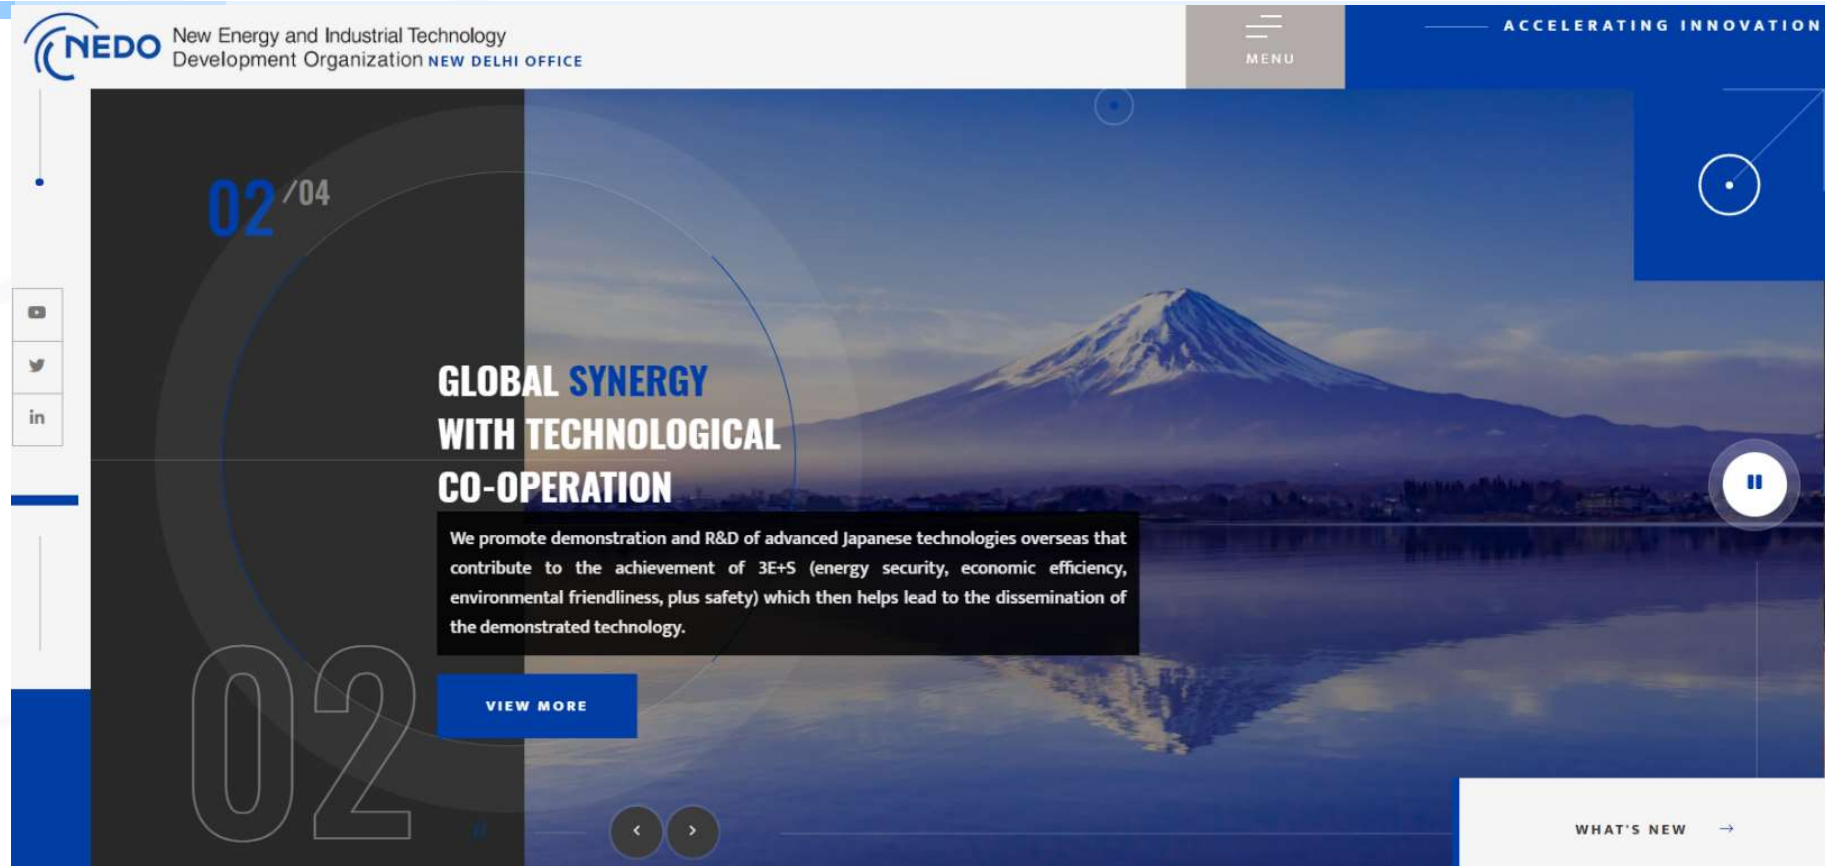 NEDO
New Energy and Industrial Technology
Development Organization NEW DELHI OFFICE
MENU
ACCELERATING INNOVATION
02/04
in
GLOBAL SYNERGY
WITH TECHNOLOGICAL
CO-OPERATION
We promote demonstration and R&D of advanced Japanese technologies overseas that
contribute to the achievement of 3E+S (energy security, economic efficiency,
environmental friendliness, plus safety) which then helps lead to the dissemination of
the demonstrated technology.
VIEW MORE
02
WHAT'S NEW →